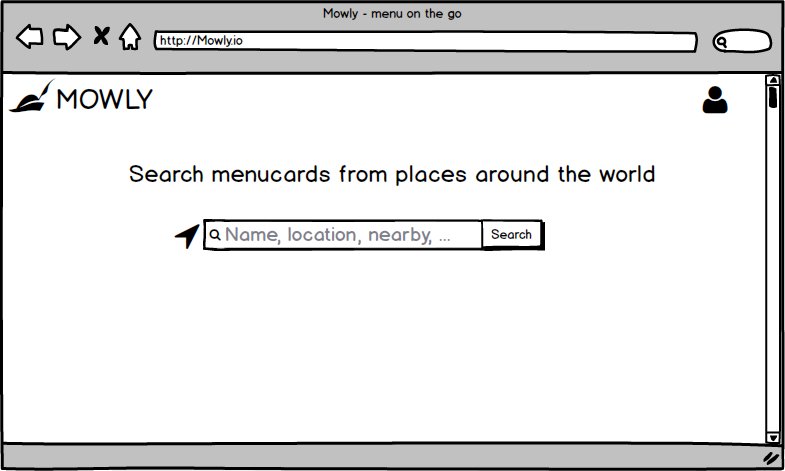 Mowly - menu on the go
http://Mowly.io
MOWLY
Search menucards from places around the world
Name, location, nearby, ...
Search